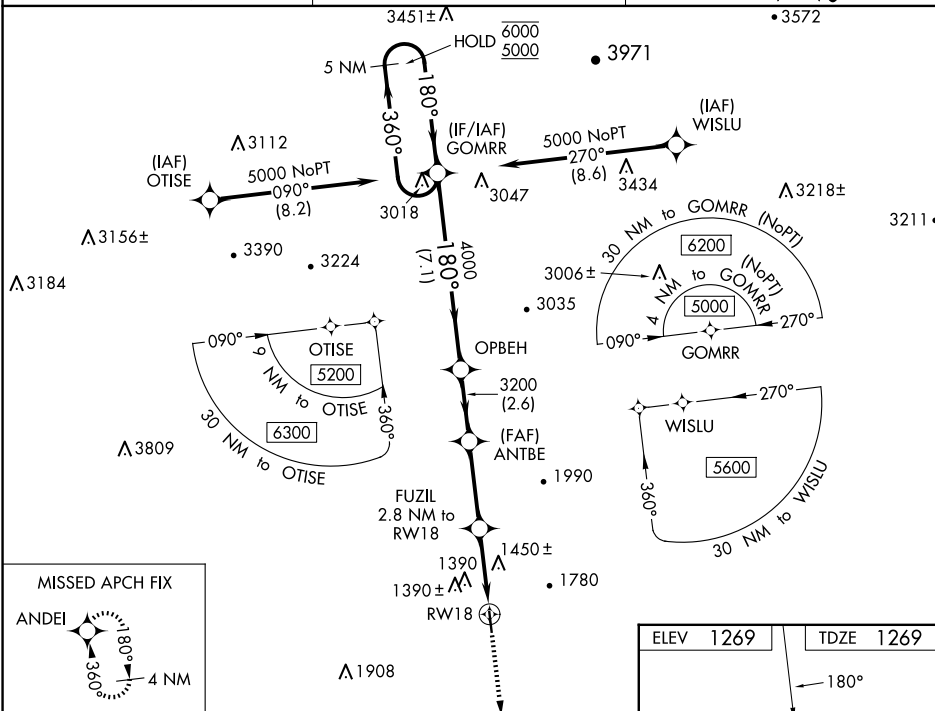 3451±
3572
HOLD
6000
5000
5 NM
3971
180°
360°
(IAF)
WISLU
(IF/IAF)
GOMRR
5000 NoPT
270°
(8.6)
3112
(IAF)
OTISE
5000 NoPT
090°
(8.2)
3018
3047
3434
3218±
3211
3156±
3390
3224
3184
4000
180°
(7.1)
30 NM to GOMRR (NoPT)
6200
3006±
4 NM to GOMRR (NoPT)
5000
090°
270°
GOMRR
3035
090°
OTISE
5200
9 NM to OTISE
360°
6300
30 NM to OTISE
OPBEH
3200
(2.6)
(FAF)
ANTBE
270°
WISLU
5600
360°
30 NM to WISLU
3809
1990
FUZIL
2.8 NM to
RW18
1450±
1390
1390±
1780
RW18
MISSED APCH FIX
ANDEI
180°
360°
4 NM
1908
ELEV 1269
TDZE 1269
180°